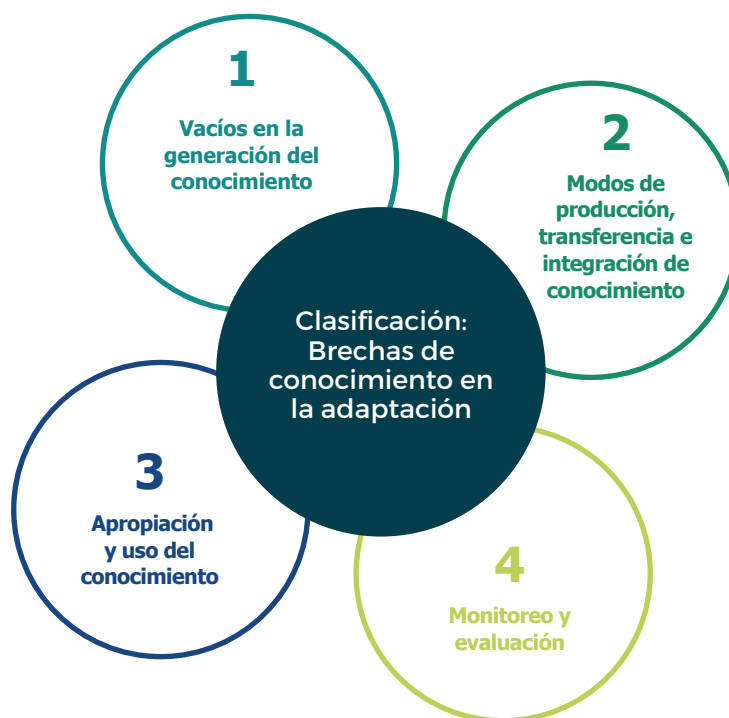 1
Vacíos en la
generación del
conocimiento
2
Modos de
producción,
transferencia e
integración de
conocimiento
Clasificación:
Brechas de
conocimiento en
la adaptación
3
Apropiación
y uso del
conocimiento
4
Monitoreo y
evaluación